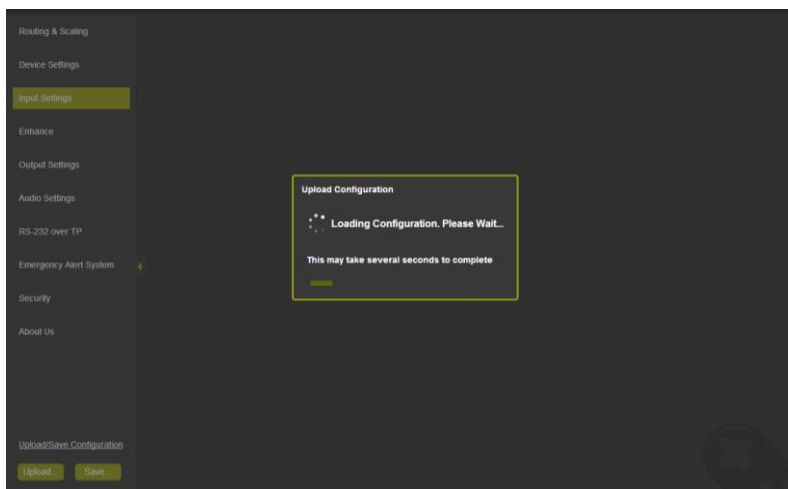 Routing & Scaling
Device Settings
Input Settings
Enhance
Output Settings
Audio Settings
RS-232 over TP
Emergency Alert System
Security
About Us
Upload/Save Configuration
Upload...
Save...
Upload Configuration
Loading Configuration. Please Wait...
This may take several seconds to complete